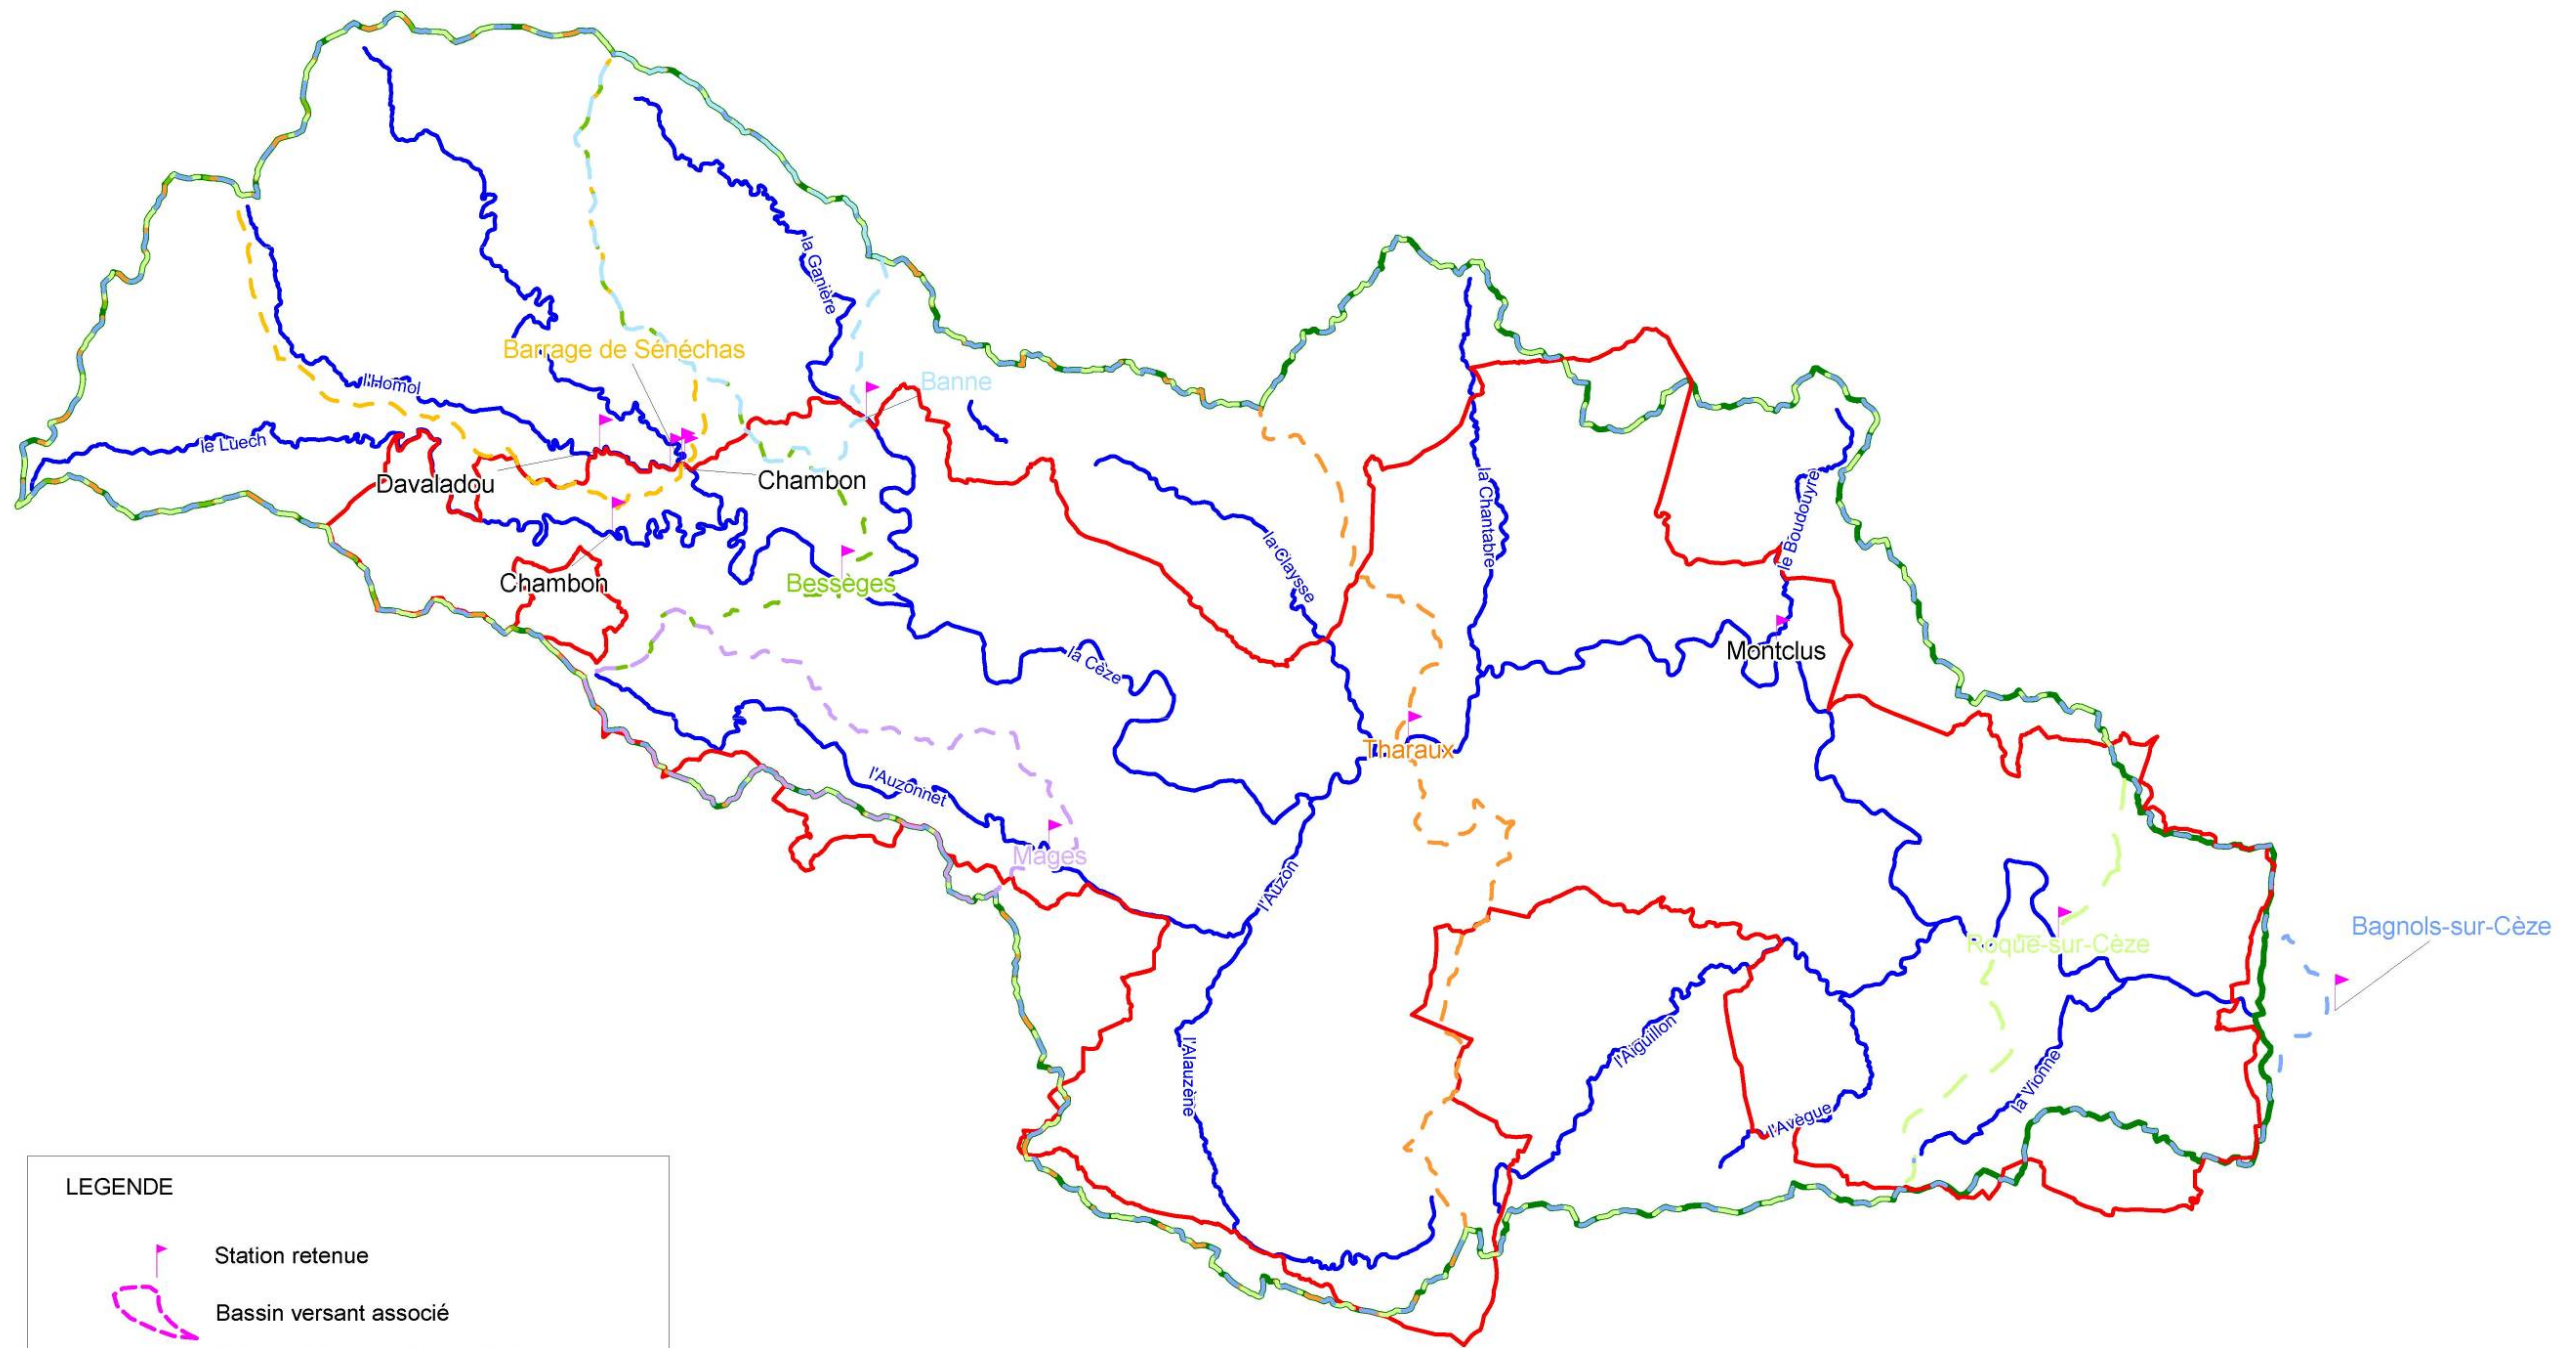 la Ganière
Barrage de Sénéchas
l'Homol
Banne
le Luech
Davaladou
Chambon
la Chantabre
le Boudouyre
la Claysse
Chambon
Bessèges
Montclus
la Cèze
Tharaux
l'Auzonnet
Mages
l'Auzon
Bagnols-sur-Cèze
Roque-sur-Cèze
l'Aiguillon
l'Alauzène
la Vionne
l'Avègue
LEGENDE
Station retenue
Bassin versant associé